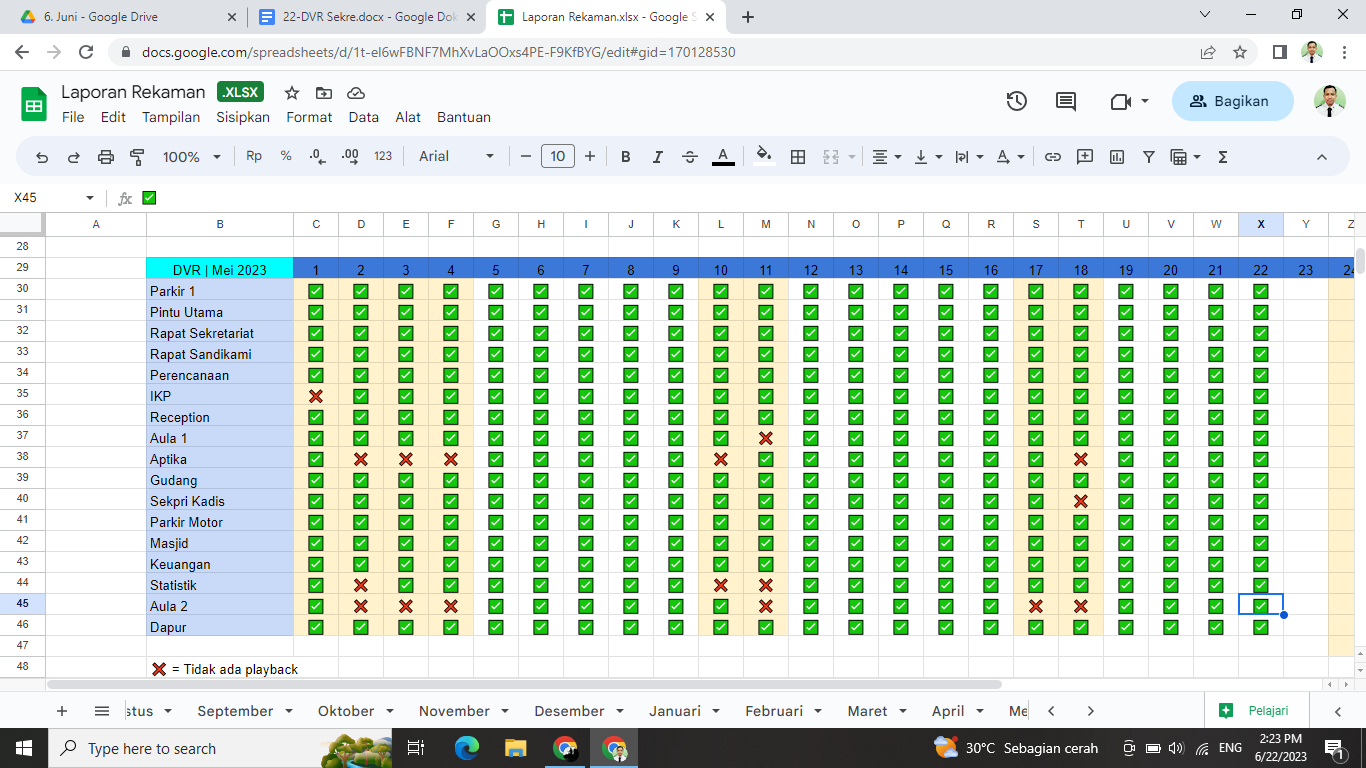 6. Juni - Google Drive
22-DVR Sekre.docx - Google Dok
Laporan Rekaman.xlsx - Google S
docs.google.com/spreadsheets/d/1t-eI6wFBNF7MhXvLaOOxs4PE-F9KfBYG/edit#gid=170128530
Laporan Rekaman .XLSX
File Edit Tampilan Sisipkan Format Data Alat Bantuan
Bagikan
100% Rp % .0 .00 123 Arial 10 B I A
X45 fx ✅
A B C D E F G H I J K L M N O P Q R S T U V W X Y Z
28
29 DVR | Mei 2023 1 2 3 4 5 6 7 8 9 10 11 12 13 14 15 16 17 18 19 20 21 22 23 24
30 Parkir 1 ✅ ✅ ✅ ✅ ✅ ✅ ✅ ✅ ✅ ✅ ✅ ✅ ✅ ✅ ✅ ✅ ✅ ✅ ✅ ✅ ✅ ✅
31 Pintu Utama ✅ ✅ ✅ ✅ ✅ ✅ ✅ ✅ ✅ ✅ ✅ ✅ ✅ ✅ ✅ ✅ ✅ ✅ ✅ ✅ ✅ ✅
32 Rapat Sekretariat ✅ ✅ ✅ ✅ ✅ ✅ ✅ ✅ ✅ ✅ ✅ ✅ ✅ ✅ ✅ ✅ ✅ ✅ ✅ ✅ ✅ ✅
33 Rapat Sandikami ✅ ✅ ✅ ✅ ✅ ✅ ✅ ✅ ✅ ✅ ✅ ✅ ✅ ✅ ✅ ✅ ✅ ✅ ✅ ✅ ✅ ✅
34 Perencanaan ✅ ✅ ✅ ✅ ✅ ✅ ✅ ✅ ✅ ✅ ✅ ✅ ✅ ✅ ✅ ✅ ✅ ✅ ✅ ✅ ✅ ✅
35 IKP ❌ ✅ ✅ ✅ ✅ ✅ ✅ ✅ ✅ ✅ ✅ ✅ ✅ ✅ ✅ ✅ ✅ ✅ ✅ ✅ ✅ ✅
36 Reception ✅ ✅ ✅ ✅ ✅ ✅ ✅ ✅ ✅ ✅ ✅ ✅ ✅ ✅ ✅ ✅ ✅ ✅ ✅ ✅ ✅ ✅
37 Aula 1 ✅ ✅ ✅ ✅ ✅ ✅ ✅ ✅ ✅ ✅ ❌ ✅ ✅ ✅ ✅ ✅ ✅ ✅ ✅ ✅ ✅ ✅
38 Aptika ✅ ❌ ❌ ❌ ✅ ✅ ✅ ✅ ✅ ❌ ✅ ✅ ✅ ✅ ✅ ✅ ✅ ❌ ✅ ✅ ✅ ✅
39 Gudang ✅ ✅ ✅ ✅ ✅ ✅ ✅ ✅ ✅ ✅ ✅ ✅ ✅ ✅ ✅ ✅ ✅ ✅ ✅ ✅ ✅ ✅
40 Sekpri Kadis ✅ ✅ ✅ ✅ ✅ ✅ ✅ ✅ ✅ ✅ ✅ ✅ ✅ ✅ ✅ ✅ ✅ ❌ ✅ ✅ ✅ ✅
41 Parkir Motor ✅ ✅ ✅ ✅ ✅ ✅ ✅ ✅ ✅ ✅ ✅ ✅ ✅ ✅ ✅ ✅ ✅ ✅ ✅ ✅ ✅ ✅
42 Masjid ✅ ✅ ✅ ✅ ✅ ✅ ✅ ✅ ✅ ✅ ✅ ✅ ✅ ✅ ✅ ✅ ✅ ✅ ✅ ✅ ✅ ✅
43 Keuangan ✅ ✅ ✅ ✅ ✅ ✅ ✅ ✅ ✅ ✅ ✅ ✅ ✅ ✅ ✅ ✅ ✅ ✅ ✅ ✅ ✅ ✅
44 Statistik ✅ ❌ ✅ ✅ ✅ ✅ ✅ ✅ ✅ ❌ ❌ ✅ ✅ ✅ ✅ ✅ ✅ ✅ ✅ ✅ ✅ ✅
45 Aula 2 ✅ ❌ ❌ ❌ ✅ ✅ ✅ ✅ ✅ ✅ ❌ ✅ ✅ ✅ ✅ ✅ ❌ ❌ ✅ ✅ ✅ ✅
46 Dapur ✅ ✅ ✅ ✅ ✅ ✅ ✅ ✅ ✅ ✅ ✅ ✅ ✅ ✅ ✅ ✅ ✅ ✅ ✅ ✅ ✅ ✅
47
48 ❌ = Tidak ada playback
stus September Oktober November Desember Januari Februari Maret April Me
Pelajari
Type here to search
30°C Sebagian cerah
ENG
2:23 PM
6/22/2023
1